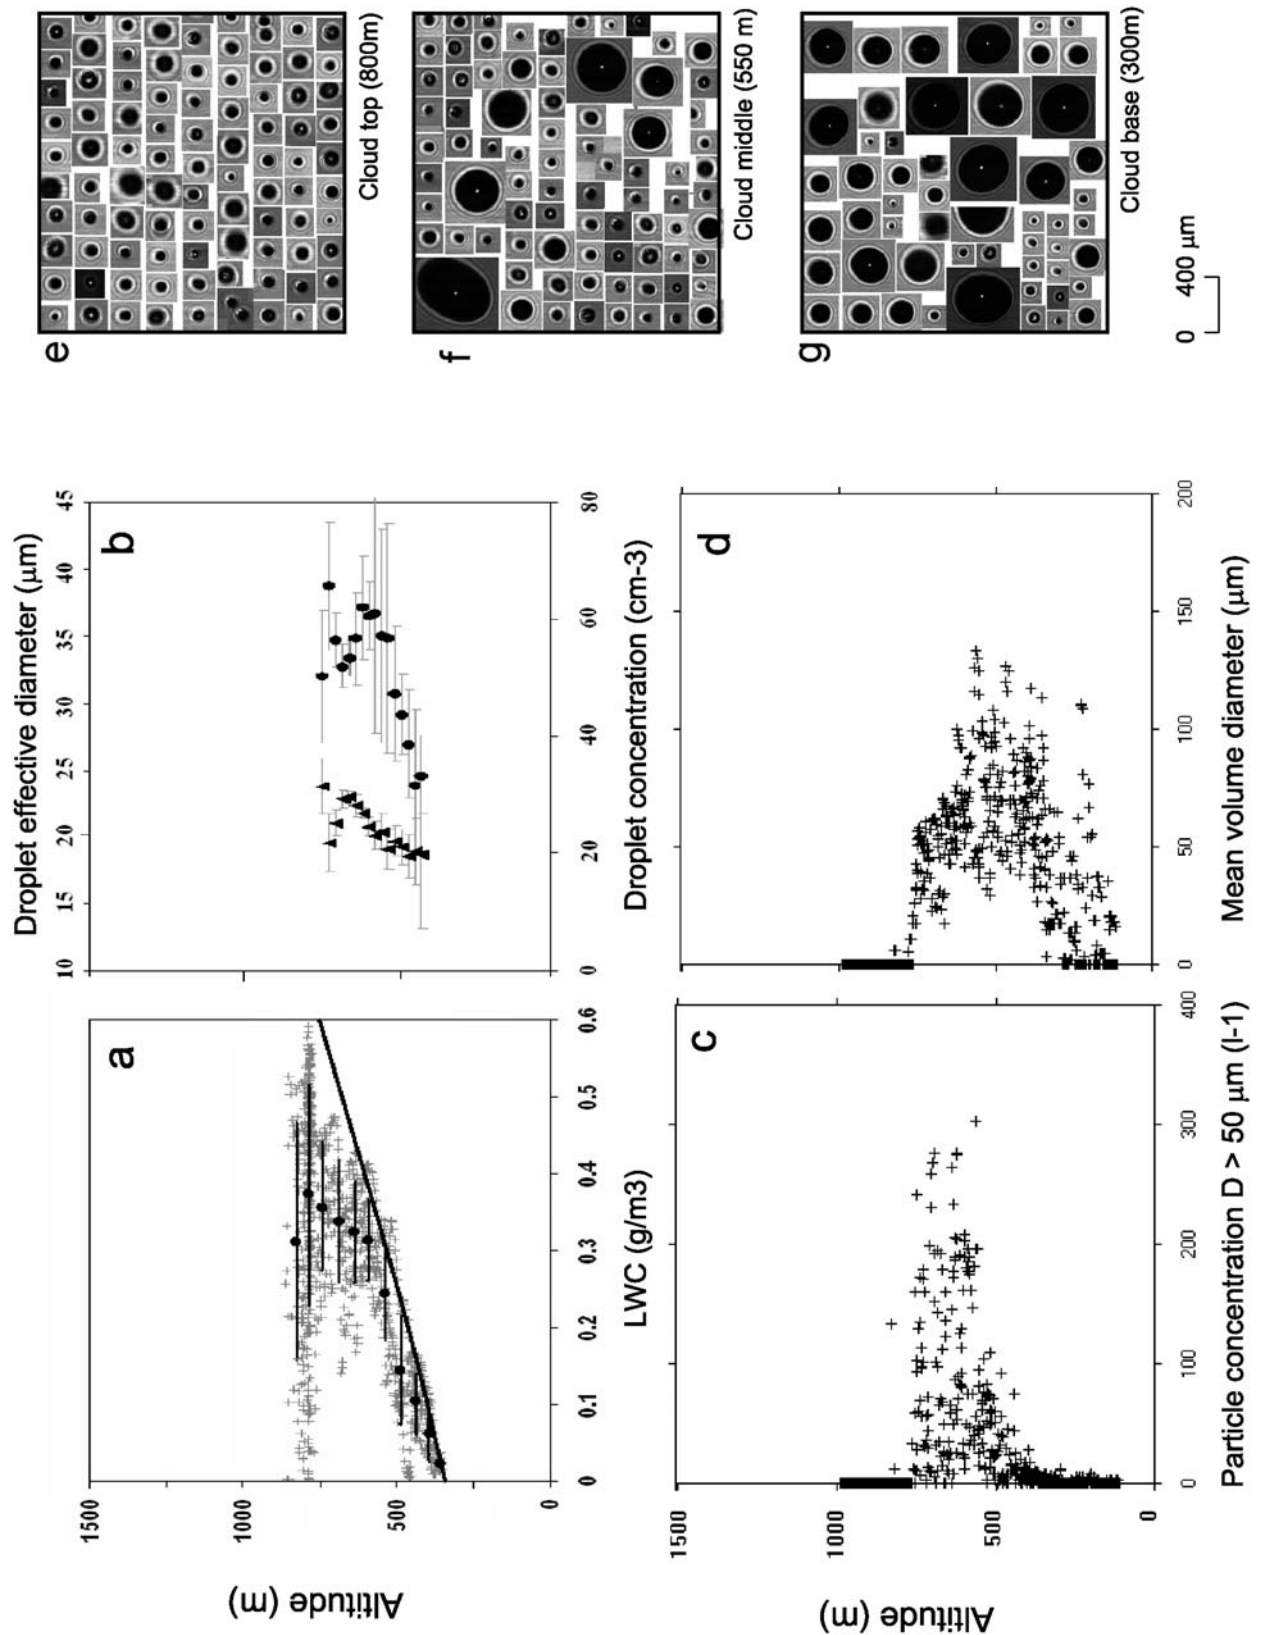 Droplet effective diameter (μm)
10 15 20 25 30 35 40 45
a
b
1500
1000
500
0
Altitude (m)
0 0.1 0.2 0.3 0.4 0.5 0.6
LWC (g/m3)
0 20 40 60 80
Droplet concentration (cm-3)
c
d
1500
1000
500
0
Altitude (m)
0 100 200 300 400
Particle concentration D > 50 μm (l-1)
0 50 100 150 200
Mean volume diameter (μm)
e
Cloud top (800m)
f
Cloud middle (550 m)
g
Cloud base (300m)
0 400 μm